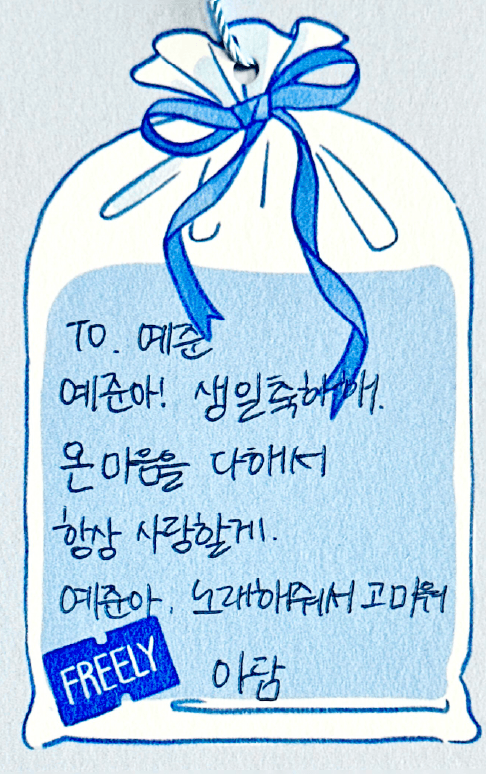 TO. 예준
예준아! 생일축하해.
온 마음을 다해서
항상 사랑할게.
예준아. 노래해줘서 고마워
FREELY 아담